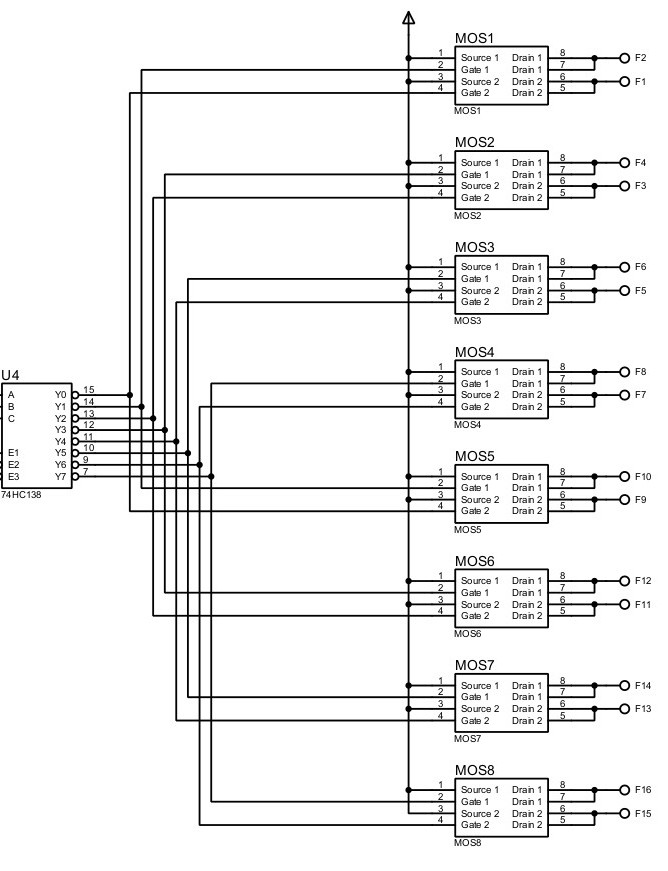 MOS1
1 Source 1 Drain 1 8 F2
2 Gate 1 Drain 1 7
3 Source 2 Drain 2 6 F1
4 Gate 2 Drain 2 5
MOS1
MOS2
1 Source 1 Drain 1 8 F4
2 Gate 1 Drain 1 7
3 Source 2 Drain 2 6 F3
4 Gate 2 Drain 2 5
MOS2
MOS3
1 Source 1 Drain 1 8 F6
2 Gate 1 Drain 1 7
3 Source 2 Drain 2 6 F5
4 Gate 2 Drain 2 5
MOS3
MOS4
1 Source 1 Drain 1 8 F8
2 Gate 1 Drain 1 7
3 Source 2 Drain 2 6 F7
4 Gate 2 Drain 2 5
MOS4
U4
A Y0 15
B Y1 14
C Y2 13
Y3 12
Y4 11
E1 Y5 10
E2 Y6 9
E3 Y7 7
74HC138
MOS5
1 Source 1 Drain 1 8 F10
2 Gate 1 Drain 1 7
3 Source 2 Drain 2 6 F9
4 Gate 2 Drain 2 5
MOS5
MOS6
1 Source 1 Drain 1 8 F12
2 Gate 1 Drain 1 7
3 Source 2 Drain 2 6 F11
4 Gate 2 Drain 2 5
MOS6
MOS7
1 Source 1 Drain 1 8 F14
2 Gate 1 Drain 1 7
3 Source 2 Drain 2 6 F13
4 Gate 2 Drain 2 5
MOS7
MOS8
1 Source 1 Drain 1 8 F16
2 Gate 1 Drain 1 7
3 Source 2 Drain 2 6 F15
4 Gate 2 Drain 2 5
MOS8